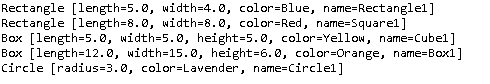 Rectangle [length=5.0, width=4.0, color=Blue, name=Rectangle1]
Rectangle [length=8.0, width=8.0, color=Red, name=Square1]
Box [length=5.0, width=5.0, height=5.0, color=Yellow, name=Cube1]
Box [length=12.0, width=15.0, height=6.0, color=Orange, name=Box1]
Circle [radius=3.0, color=Lavender, name=Circle1]